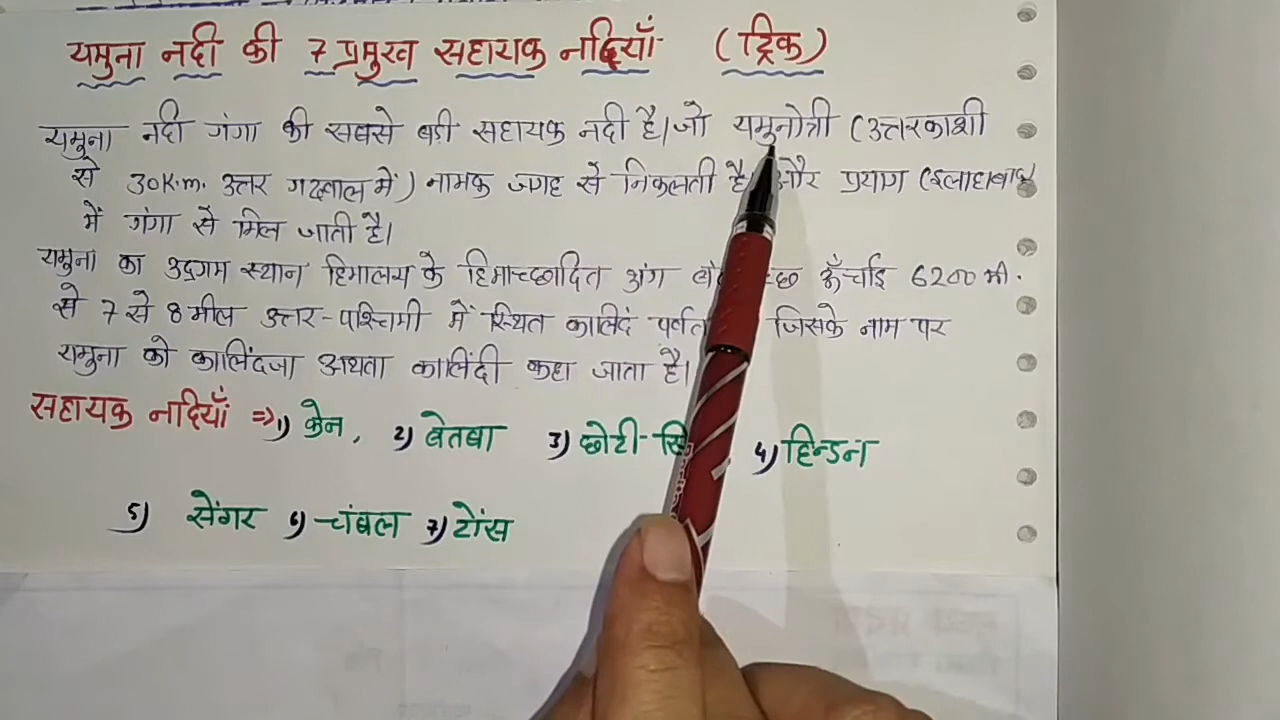 यमुना नदी की 7 प्रमुख सहायक नदियाँ (ट्रिक)
यमुना नदी गंगा की सबसे बड़ी सहायक नदी है। जो यमुनोत्री (उत्तरकाशी
से 30K.m. उत्तर गढवाल में) नामक जगह से निकलती है। और प्रयाग (इलाहाबाद
में गंगा से मिल जाती है।
यमुना का उद्गम स्थान हिमालय के हिमाच्छादित अंग ऊँचाई 6200 मी.
से 7 से 8 मील उत्तर-पश्चिमी में स्थित कालिदं पर्वत जिसके नाम पर
यमुना को कालिंदजा अथवा कालिंदी कहा जाता है।
सहायक नदियाँ ⇒ 1) केन, 2) बेतबा 3) छोटी- 4) हिन्डन
5) सेंगर 6) चंबल 7) टोंस